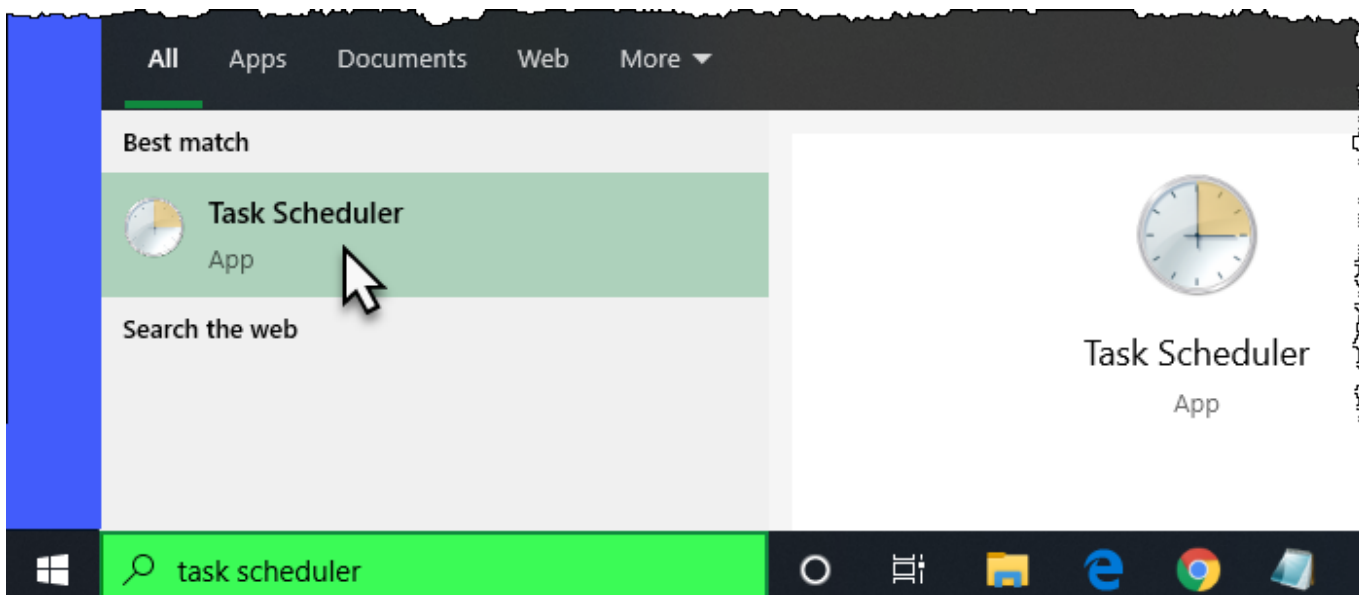 All Apps Documents Web More
Best match
Task Scheduler
App
Search the web
Task Scheduler
App
task scheduler